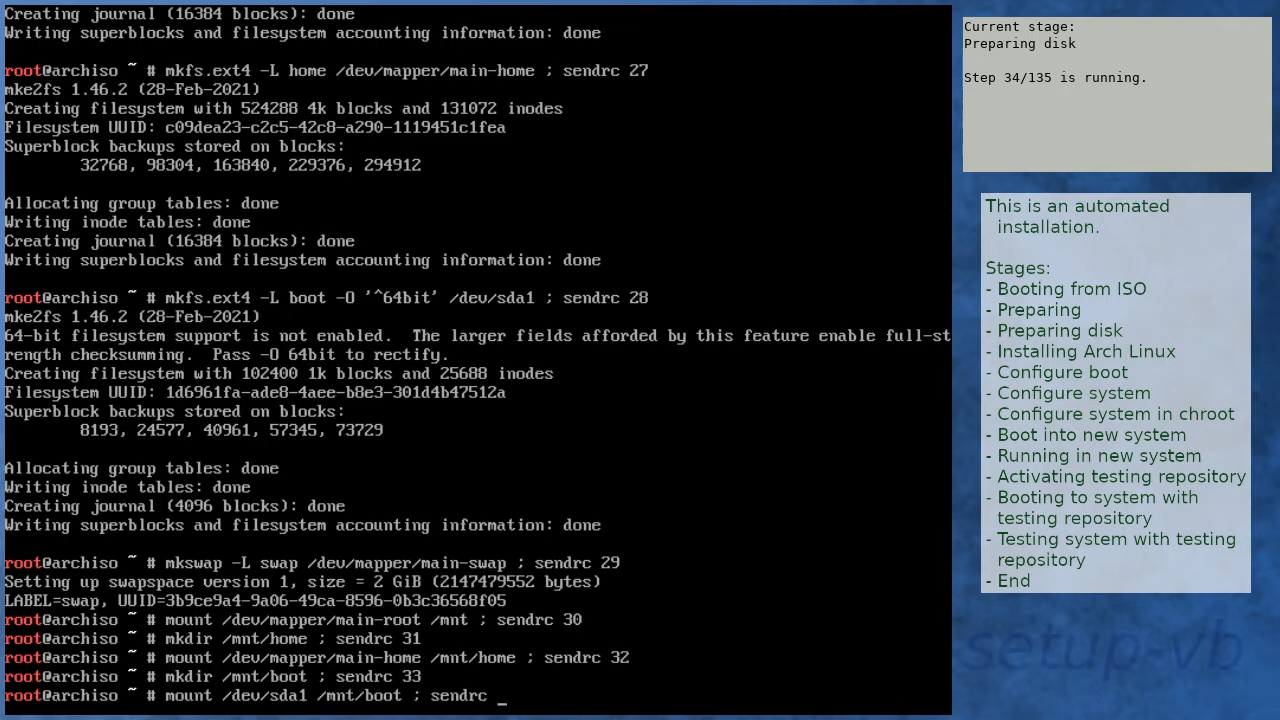 Creating journal (16384 blocks): done
Writing superblocks and filesystem accounting information: done
root@archiso ~ # mkfs.ext4 -L home /dev/mapper/main-home ; sendrc 27
mke2fs 1.46.2 (28-Feb-2021)
Creating filesystem with 524288 4k blocks and 131072 inodes
Filesystem UUID: c09dea23-c2c5-42c8-a290-1119451c1fea
Superblock backups stored on blocks:
32768, 98304, 163840, 229376, 294912
Allocating group tables: done
Writing inode tables: done
Creating journal (16384 blocks): done
Writing superblocks and filesystem accounting information: done
root@archiso ~ # mkfs.ext4 -L boot -O '^64bit' /dev/sda1 ; sendrc 28
mke2fs 1.46.2 (28-Feb-2021)
64-bit filesystem support is not enabled.  The larger fields afforded by this feature enable full-st
rength checksumming.  Pass -O 64bit to rectify.
Creating filesystem with 102400 1k blocks and 25688 inodes
Filesystem UUID: 1d6961fa-ade8-4aee-b8e3-301d4b47512a
Superblock backups stored on blocks:
8193, 24577, 40961, 57345, 73729
Allocating group tables: done
Writing inode tables: done
Creating journal (4096 blocks): done
Writing superblocks and filesystem accounting information: done
root@archiso ~ # mkswap -L swap /dev/mapper/main-swap ; sendrc 29
Setting up swapspace version 1, size = 2 GiB (2147479552 bytes)
LABEL=swap, UUID=3b9ce9a4-9a06-49ca-8596-0b3c36568f05
root@archiso ~ # mount /dev/mapper/main-root /mnt ; sendrc 30
root@archiso ~ # mkdir /mnt/home ; sendrc 31
root@archiso ~ # mount /dev/mapper/main-home /mnt/home ; sendrc 32
root@archiso ~ # mkdir /mnt/boot ; sendrc 33
root@archiso ~ # mount /dev/sda1 /mnt/boot ; sendrc _
Current stage:
Preparing disk
Step 34/135 is running.
This is an automated
installation.
Stages:
- Booting from ISO
- Preparing
- Preparing disk
- Installing Arch Linux
- Configure boot
- Configure system
- Configure system in chroot
- Boot into new system
- Running in new system
- Activating testing repository
- Booting to system with
testing repository
- Testing system with testing
repository
- End
setup-vb